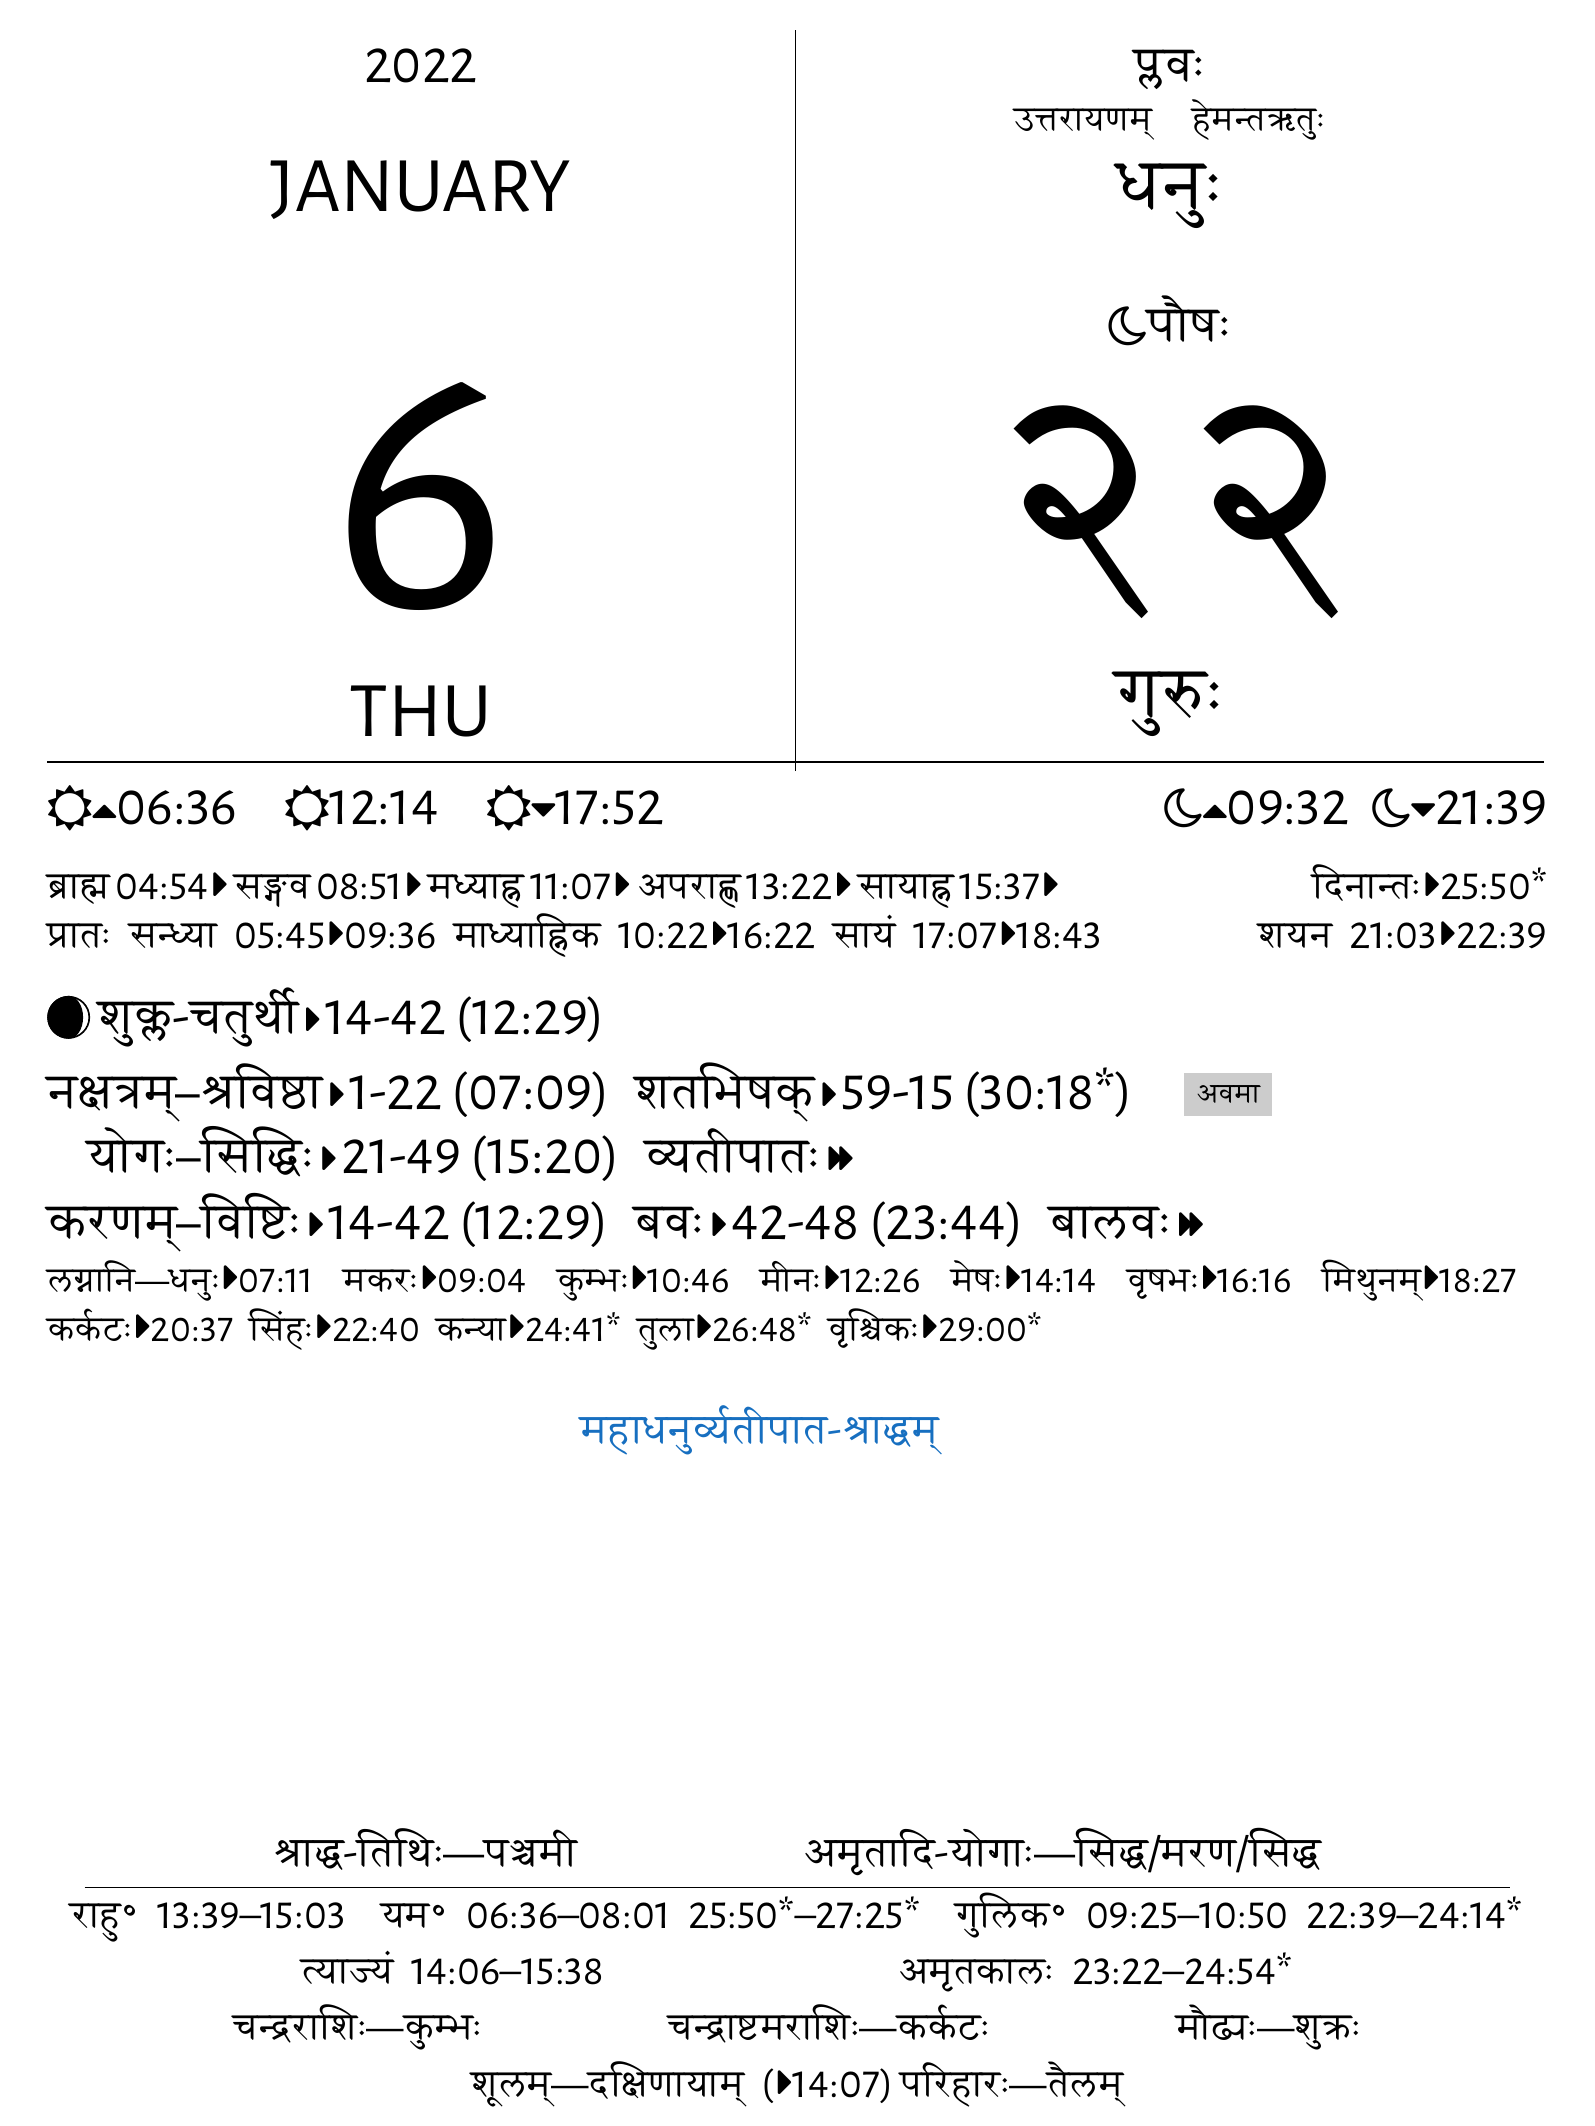 2022
JANUARY
6
THU
प्लवः
उत्तरायणम् हेमन्तऋतुः
धनुः
पौषः
२२
गुरुः
06:36 12:14 17:52 09:32 21:39
ब्राह्म 04:54 सङ्गव 08:51 मध्याह्न 11:07 अपराह्ण 13:22 सायाह्न 15:37 दिनान्तः 25:50*
प्रातः सन्ध्या 05:45 09:36 माध्याह्निक 10:22 16:22 सायं 17:07 18:43 शयन 21:03 22:39
शुक्ल-चतुर्थी 14-42 (12:29)
नक्षत्रम्–श्रविष्ठा 1-22 (07:09) शतभिषक् 59-15 (30:18*) अवमा
योगः–सिद्धिः 21-49 (15:20) व्यतीपातः
करणम्–विष्टिः 14-42 (12:29) बवः 42-48 (23:44) बालवः
लग्नानि—धनुः 07:11 मकरः 09:04 कुम्भः 10:46 मीनः 12:26 मेषः 14:14 वृषभः 16:16 मिथुनम् 18:27
कर्कटः 20:37 सिंहः 22:40 कन्या 24:41* तुला 26:48* वृश्चिकः 29:00*
महाधनुर्व्यतीपात-श्राद्धम्
श्राद्ध-तिथिः—पञ्चमी अमृतादि-योगाः—सिद्ध/मरण/सिद्ध
राहु॰ 13:39–15:03 यम॰ 06:36–08:01 25:50*–27:25* गुलिक॰ 09:25–10:50 22:39–24:14*
त्याज्यं 14:06–15:38 अमृतकालः 23:22–24:54*
चन्द्रराशिः—कुम्भः चन्द्राष्टमराशिः—कर्कटः मौढ्यः—शुक्रः
शूलम्—दक्षिणायाम् (14:07) परिहारः—तैलम्